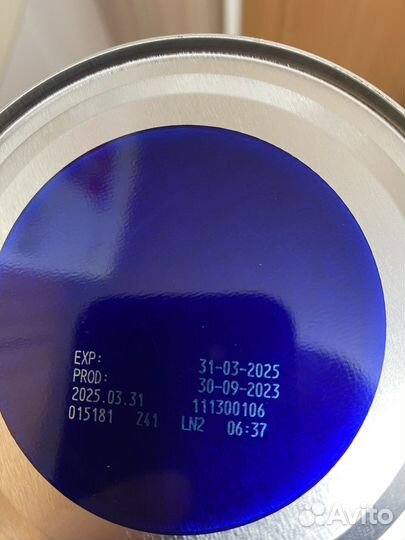 EXP: 31-03-2025
PROD: 30-09-2023
2025.03.31 111300106
015181 Z41 LN2 06:37
Avito